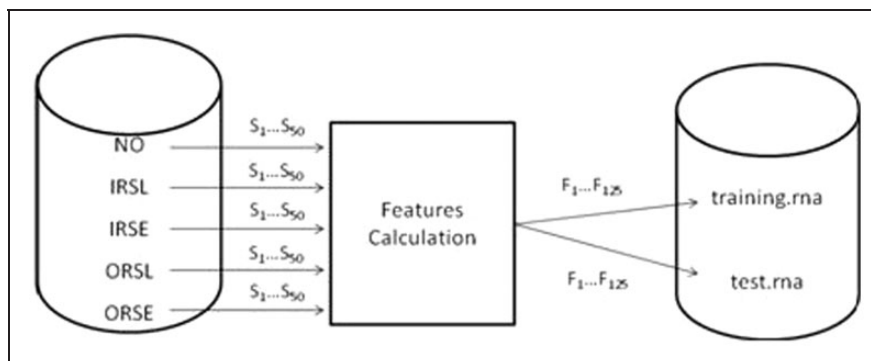 NO
S₁...S₅₀
IRSL
S₁...S₅₀
IRSE
S₁...S₅₀
ORSL
S₁...S₅₀
ORSE
S₁...S₅₀
Features
Calculation
F₁...F₁₂₅
training.rna
F₁...F₁₂₅
test.rna